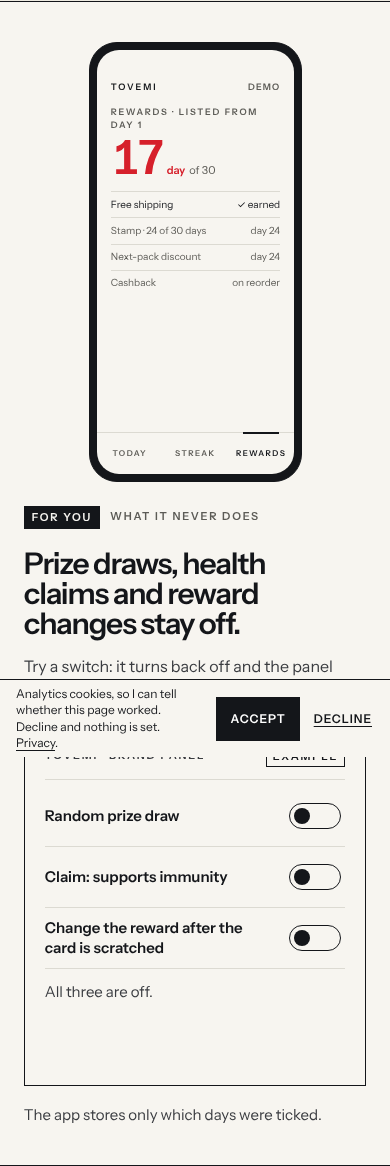 TOVEMI DEMO
REWARDS · LISTED FROM
DAY 1
17 day of 30
Free shipping ✓ earned
Stamp · 24 of 30 days day 24
Next-pack discount day 24
Cashback on reorder
TODAY STREAK REWARDS
FOR YOU WHAT IT NEVER DOES
Prize draws, health
claims and reward
changes stay off.
Try a switch: it turns back off and the panel
Analytics cookies, so I can tell
whether this page worked.
Decline and nothing is set.
Privacy.
ACCEPT DECLINE
TOVEMI · BRAND PANEL EXAMPLE
Random prize draw
Claim: supports immunity
Change the reward after the
card is scratched
All three are off.
The app stores only which days were ticked.